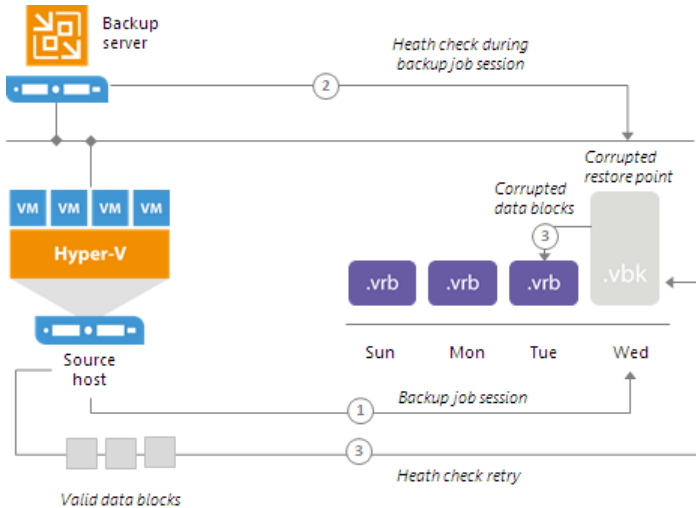 Backup
server
Heath check during
backup job session
2
Corrupted
restore point
Corrupted
data blocks
3
VM VM VM VM
Hyper-V
.vrb .vrb .vrb .vbk
Sun Mon Tue Wed
Source
host
1
Backup job session
3
Heath check retry
Valid data blocks